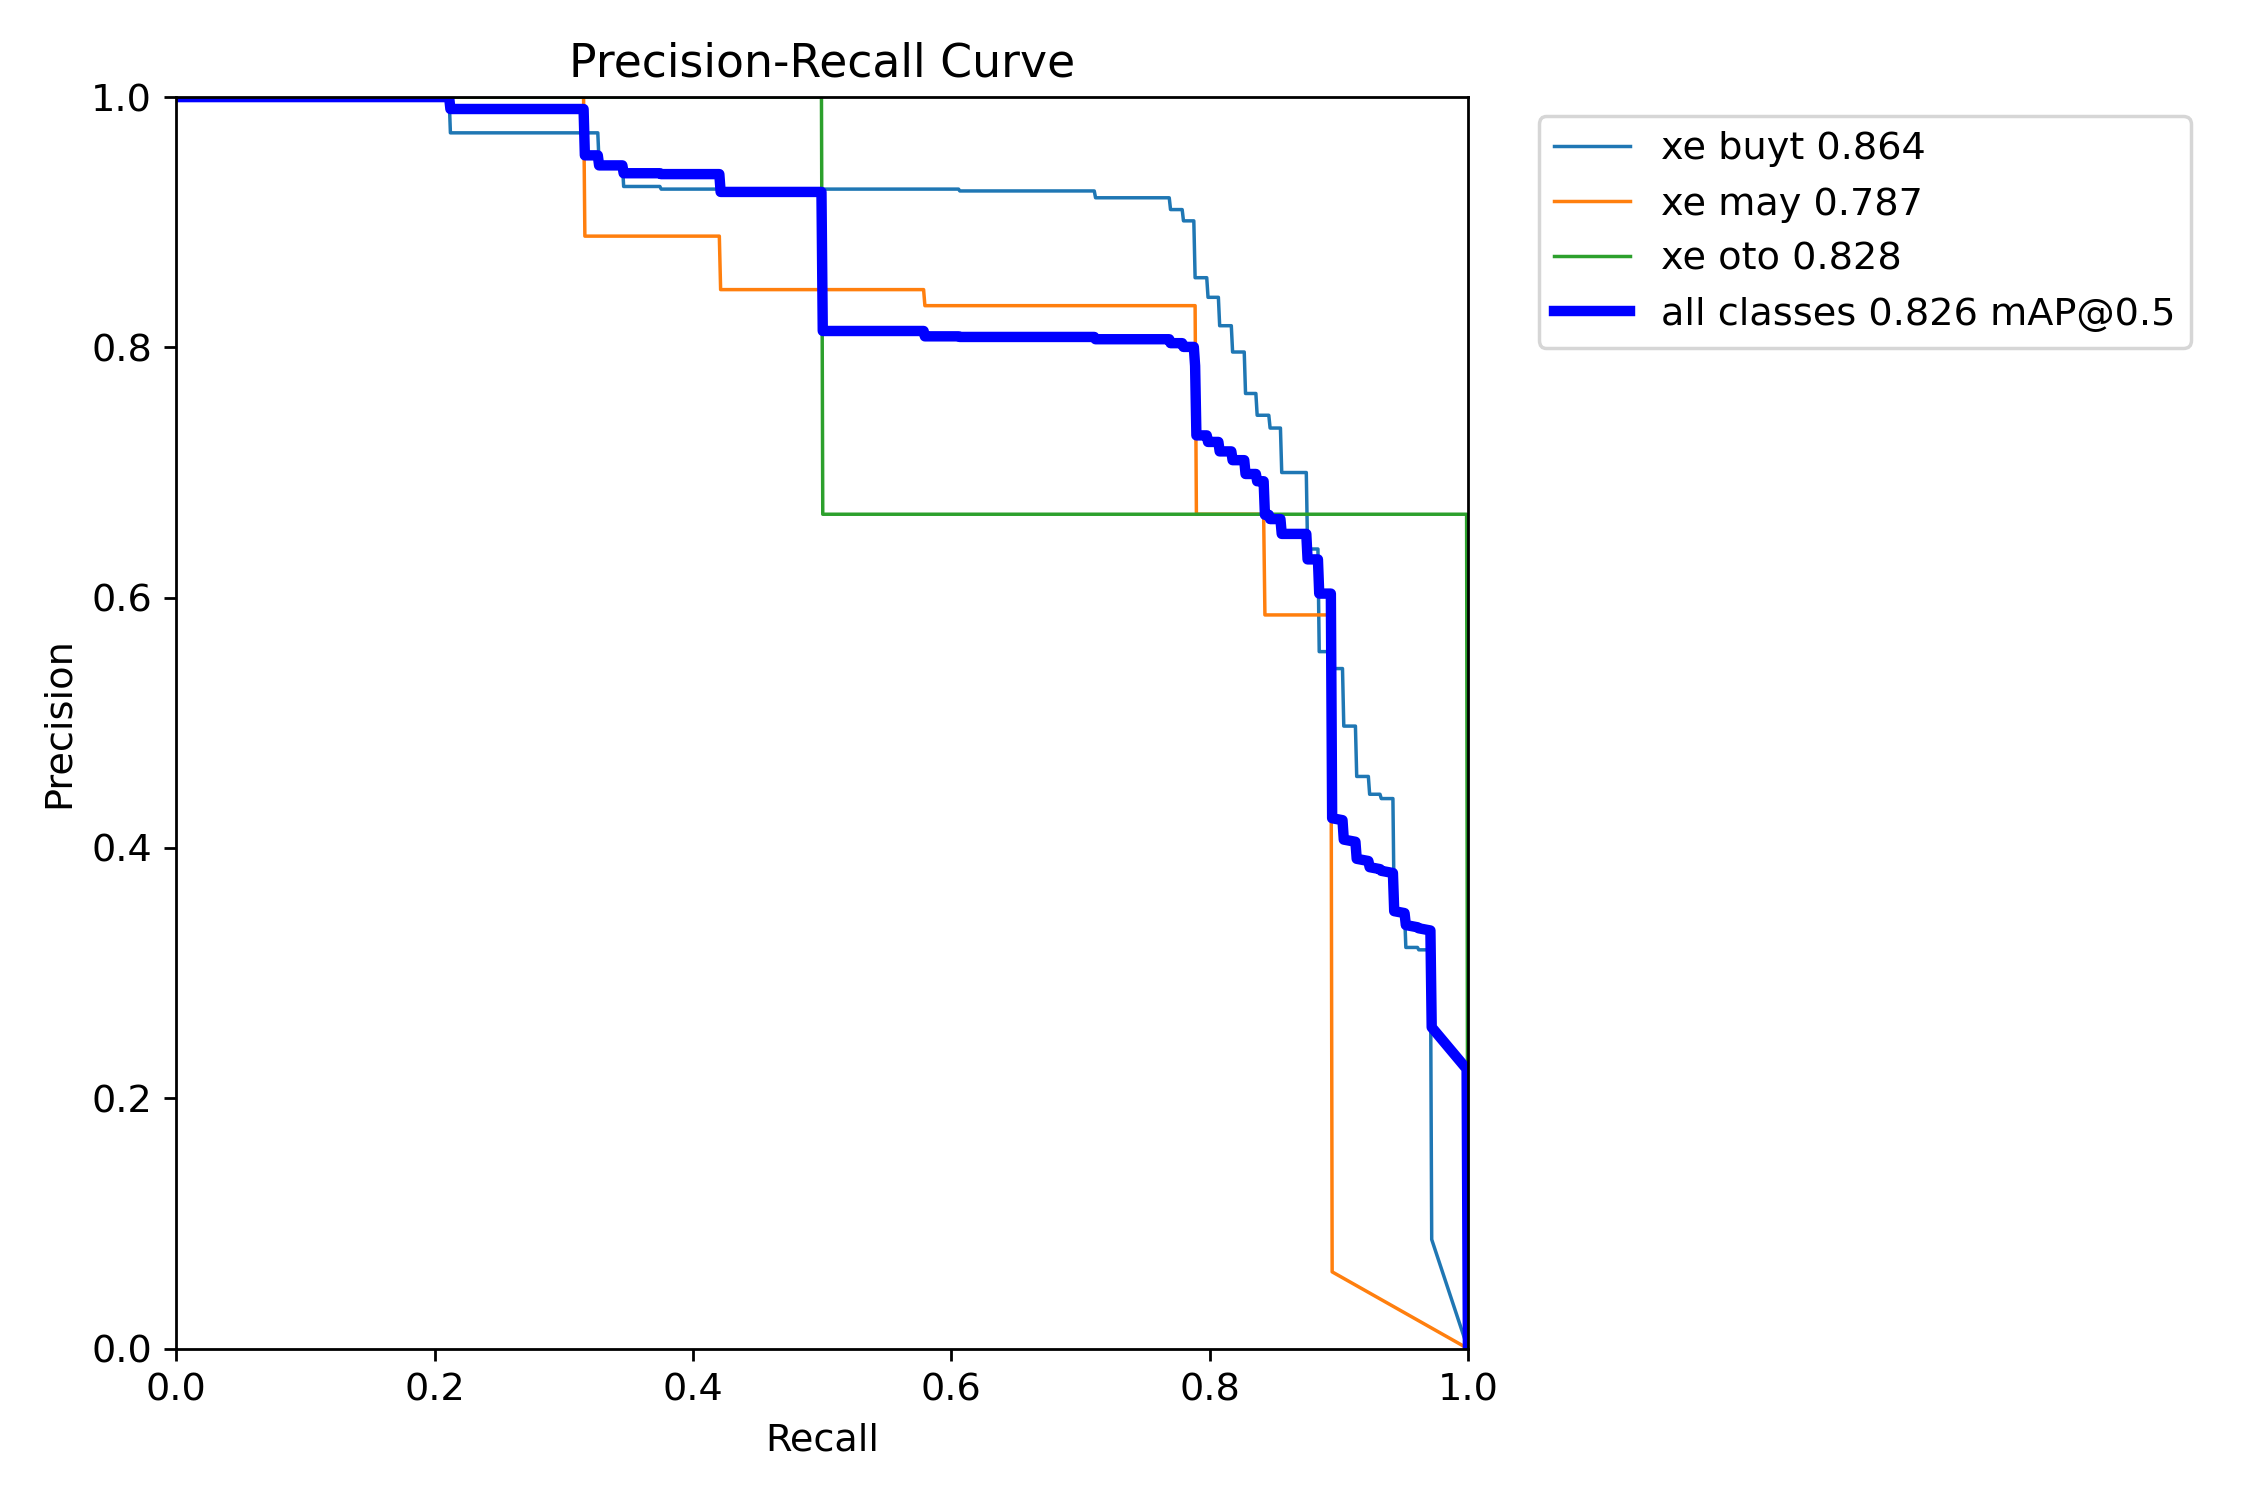 Precision-Recall Curve
1.0
0.8
0.6
0.4
0.2
0.0
Precision
0.0 0.2 0.4 0.6 0.8 1.0
Recall
xe buyt 0.864
xe may 0.787
xe oto 0.828
all classes 0.826 mAP@0.5